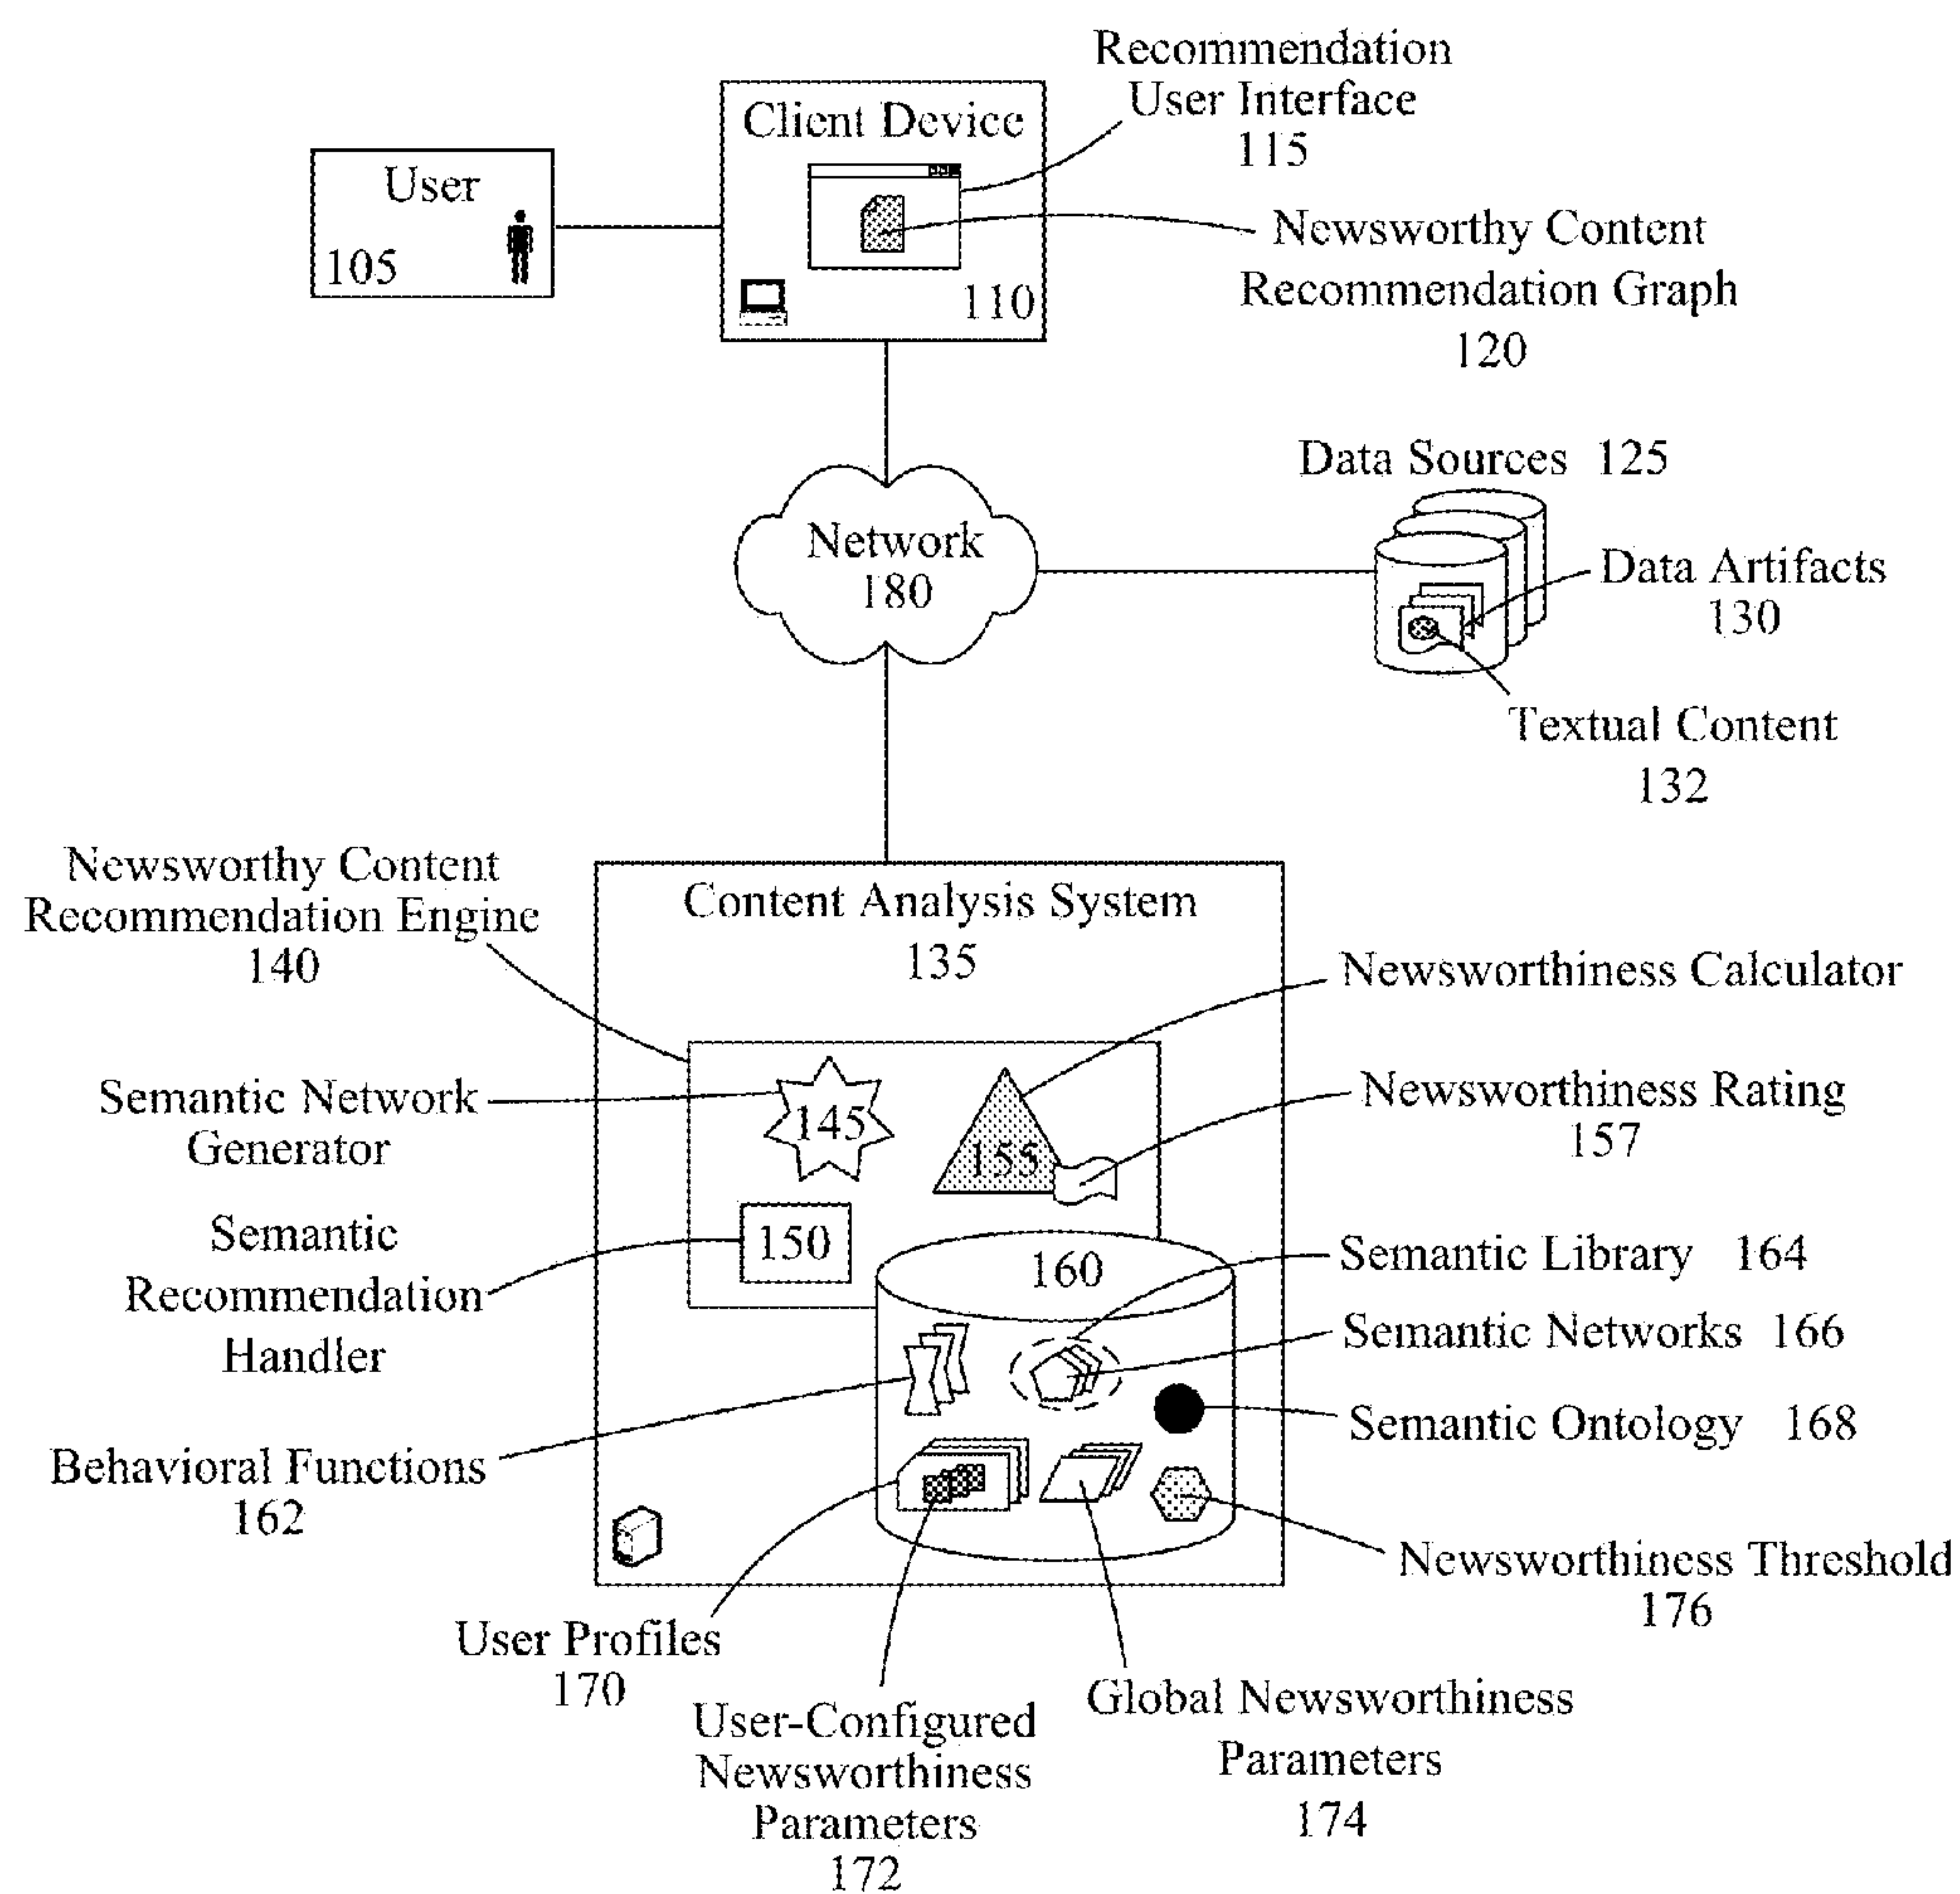 Recommendation
User Interface
115
Client Device
110
User
105
Newsworthy Content
Recommendation Graph
120
Data Sources 125
Network
180
Data Artifacts
130
Textual Content
132
Newsworthy Content
Recommendation Engine
140
Content Analysis System
135
Newsworthiness Calculator
Semantic Network
Generator
145
155
Newsworthiness Rating
157
Semantic
Recommendation
Handler
150
160
Semantic Library 164
Semantic Networks 166
Semantic Ontology 168
Behavioral Functions
162
Newsworthiness Threshold
176
User Profiles
170
User-Configured
Newsworthiness
Parameters
172
Global Newsworthiness
Parameters
174